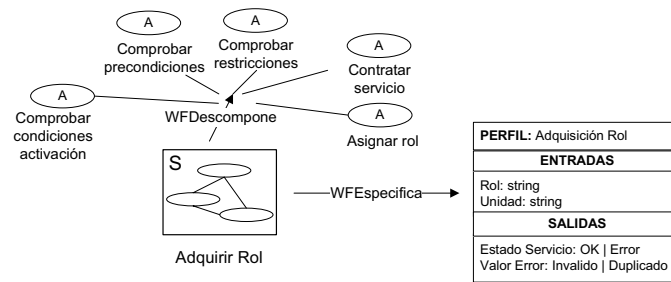 A
Comprobar
precondiciones
A
Comprobar
restricciones
A
Contratar
servicio
A
Comprobar
condiciones
activación
WFDescompone
A
Asignar rol
S
Adquirir Rol
WFEspecifica
PERFIL: Adquisición Rol
ENTRADAS
Rol: string
Unidad: string
SALIDAS
Estado Servicio: OK | Error
Valor Error: Invalido | Duplicado